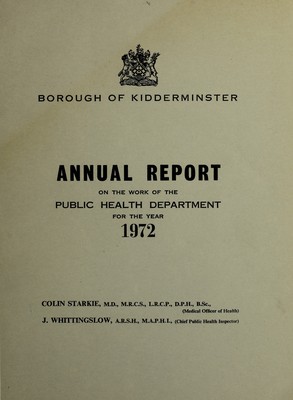 BOROUGH OF KIDDERMINSTER
ANNUAL REPORT
ON THE WORK OF THE
PUBLIC HEALTH DEPARTMENT
FOR THE YEAR
1972
COLIN STARKIE, M.D., M.R.C.S., L.R.C.P., D.P.H., B.Sc.,
(Medical Officer of Health)
J. WHITTINGSLOW, A.R.S.H., M.A.P.H.I., (Chief Public Health Inspector)